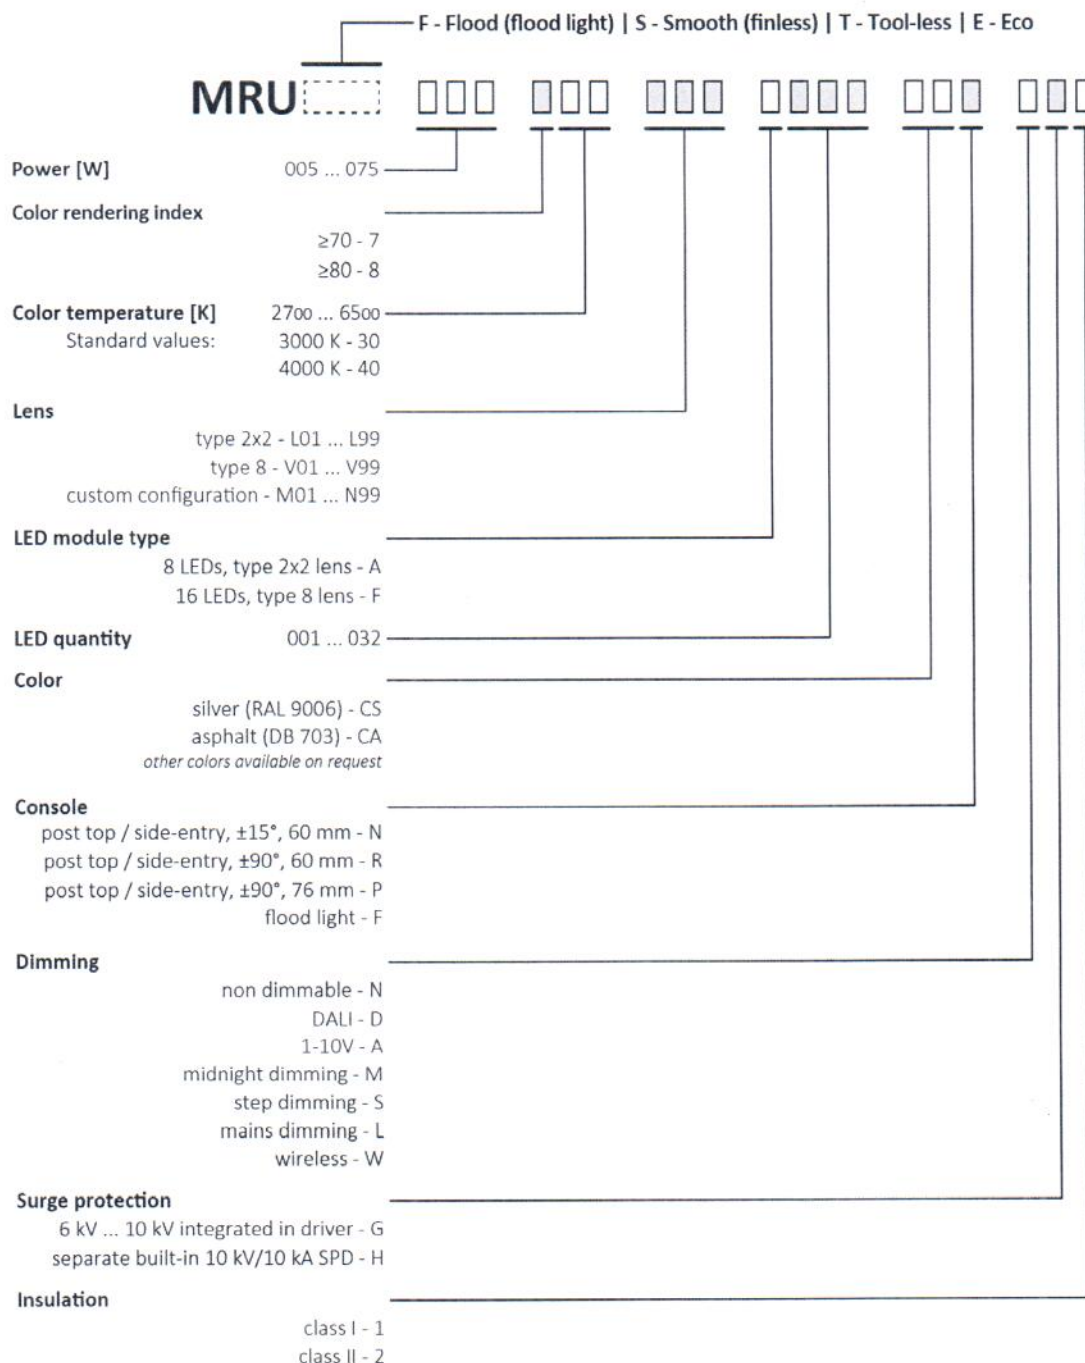 F - Flood (flood light) | S - Smooth (finless) | T - Tool-less | E - Eco
MRU
Power [W] 005 ... 075
Color rendering index
≥70 - 7
≥80 - 8
Color temperature [K] 2700 ... 6500
Standard values: 3000 K - 30
4000 K - 40
Lens
type 2x2 - L01 ... L99
type 8 - V01 ... V99
custom configuration - M01 ... N99
LED module type
8 LEDs, type 2x2 lens - A
16 LEDs, type 8 lens - F
LED quantity 001 ... 032
Color
silver (RAL 9006) - CS
asphalt (DB 703) - CA
other colors available on request
Console
post top / side-entry, ±15°, 60 mm - N
post top / side-entry, ±90°, 60 mm - R
post top / side-entry, ±90°, 76 mm - P
flood light - F
Dimming
non dimmable - N
DALI - D
1-10V - A
midnight dimming - M
step dimming - S
mains dimming - L
wireless - W
Surge protection
6 kV ... 10 kV integrated in driver - G
separate built-in 10 kV/10 kA SPD - H
Insulation
class I - 1
class II - 2